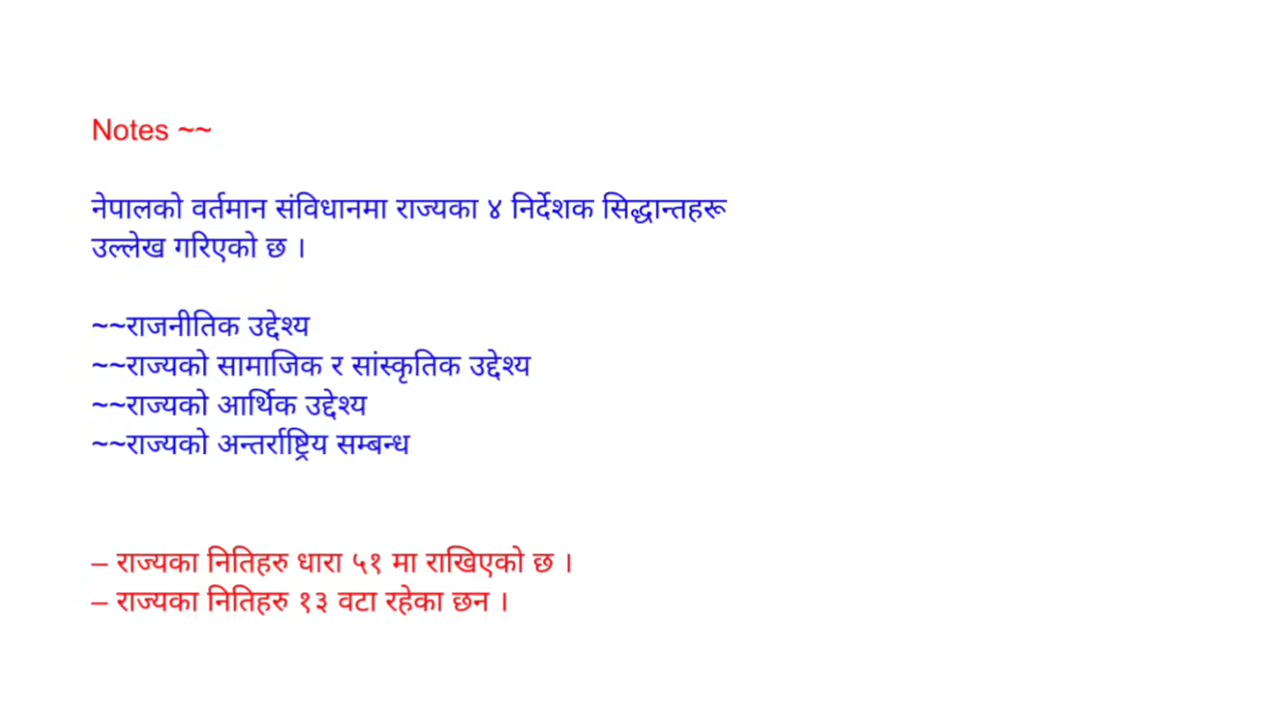 Notes ~~
नेपालको वर्तमान संविधानमा राज्यका ४ निर्देशक सिद्धान्तहरू
उल्लेख गरिएको छ ।
~~राजनीतिक उद्देश्य
~~राज्यको सामाजिक र सांस्कृतिक उद्देश्य
~~राज्यको आर्थिक उद्देश्य
~~राज्यको अन्तर्राष्ट्रिय सम्बन्ध
– राज्यका नितिहरु धारा ५१ मा राखिएको छ ।
– राज्यका नितिहरु १३ वटा रहेका छन ।